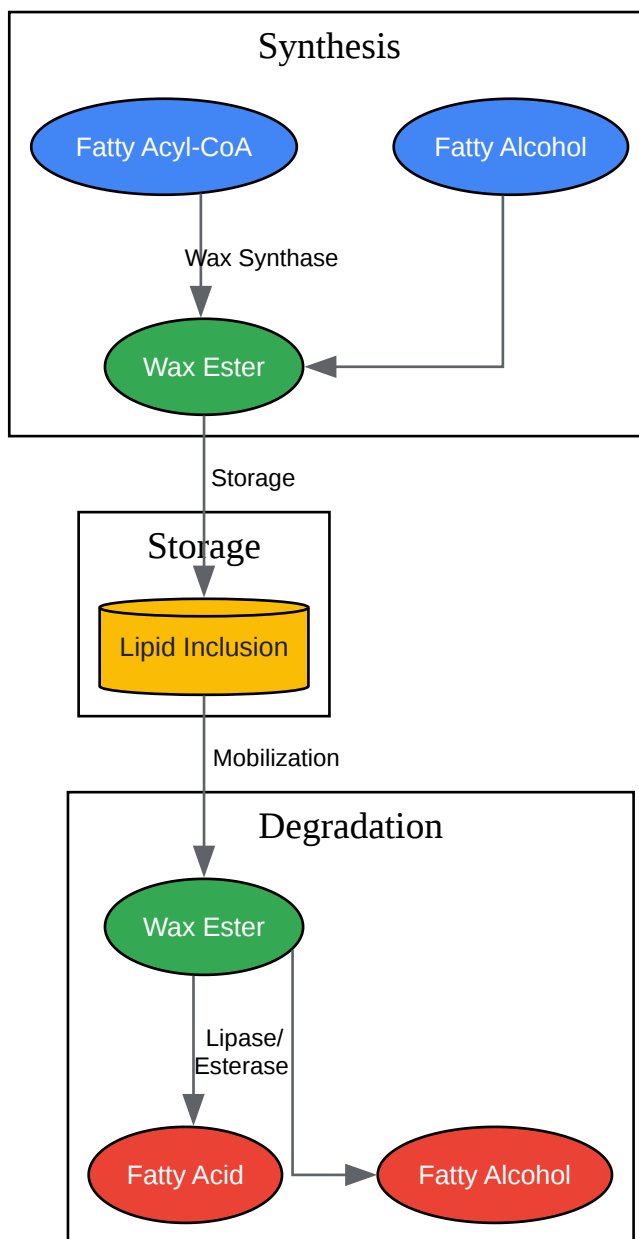 Synthesis
Fatty Acyl-CoA
Fatty Alcohol
Wax Synthase
Wax Ester
Storage
Storage
Lipid Inclusion
Mobilization
Degradation
Wax Ester
Lipase/
Esterase
Fatty Acid
Fatty Alcohol